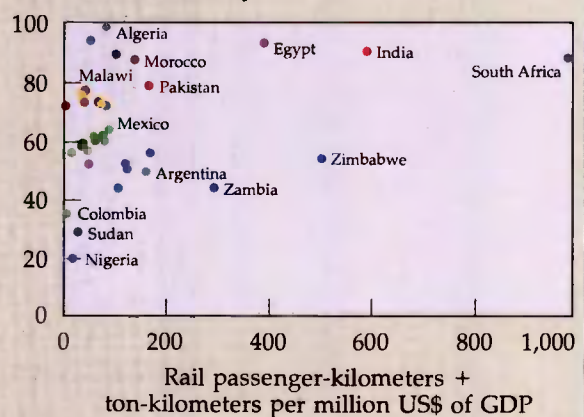 100
Algeria
Egypt
India
Morocco
South Africa
80
Malawi
Pakistan
Mexico
60
Zimbabwe
Argentina
40
Zambia
Colombia
Sudan
20
Nigeria
0
0 200 400 600 800 1,000
Rail passenger-kilometers +
ton-kilometers per million US$ of GDP